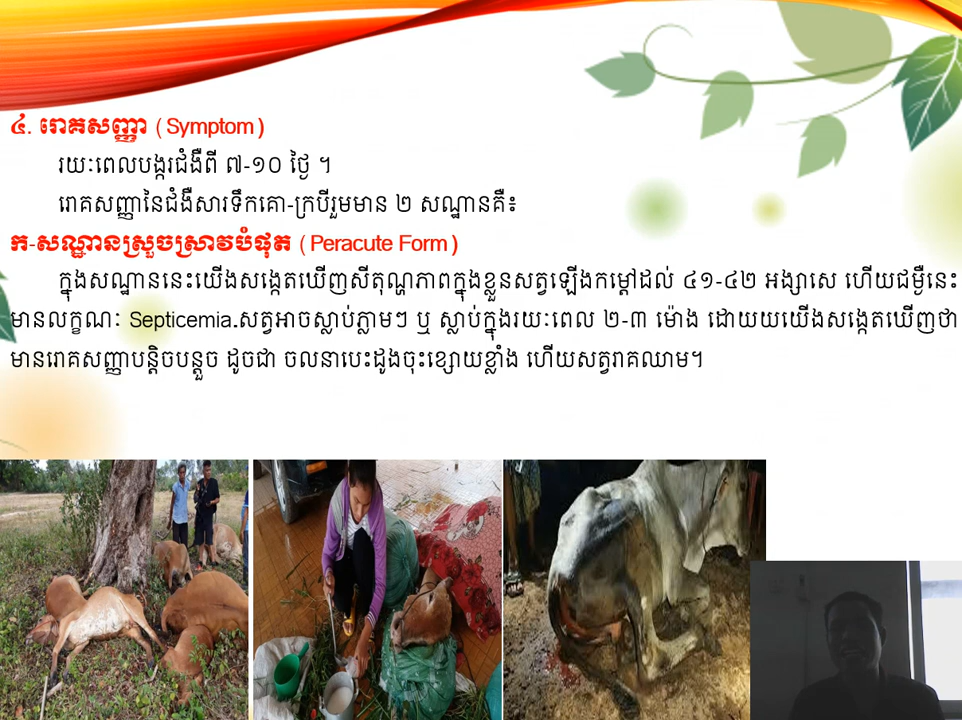 ៤. រោគសញ្ញា ( Symptom )
រយៈពេលបង្ករជំងឺពី ៧-១០ ថ្ងៃ ។
រោគសញ្ញានៃជំងឺសារទឹកគោ-ក្របីរួមមាន ២ សណ្ឋានគឺ៖
ក-សណ្ឋានស្រួចស្រាវបំផុត ( Peracute Form )
ក្នុងសណ្ឋាននេះយើងសង្កេតឃើញសីតុណ្ហភាពក្នុងខ្លួនសត្វឡើងកម្ដៅដល់ ៤១-៤២ អង្សាសេ ហើយជម្ងឺនេះ
មានលក្ខណៈ Septicemia.សត្វអាចស្លាប់ភ្លាមៗ ឬ ស្លាប់ក្នុងរយៈពេល ២-៣ ម៉ោង ដោយយយើងសង្កេតឃើញថា
មានរោគសញ្ញាបន្តិចបន្តួច ដូចជា ចលនាបេះដូងចុះខ្សោយខ្លាំង ហើយសត្វរាគឈាម។